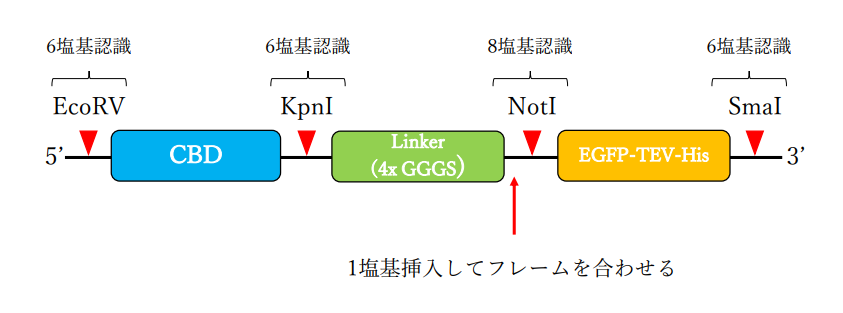 6塩基認識 6塩基認識 8塩基認識 6塩基認識
EcoRV KpnI NotI SmaI
5’ CBD Linker EGFP-TEV-His 3’
(4x GGGS)
1塩基挿入してフレームを合わせる